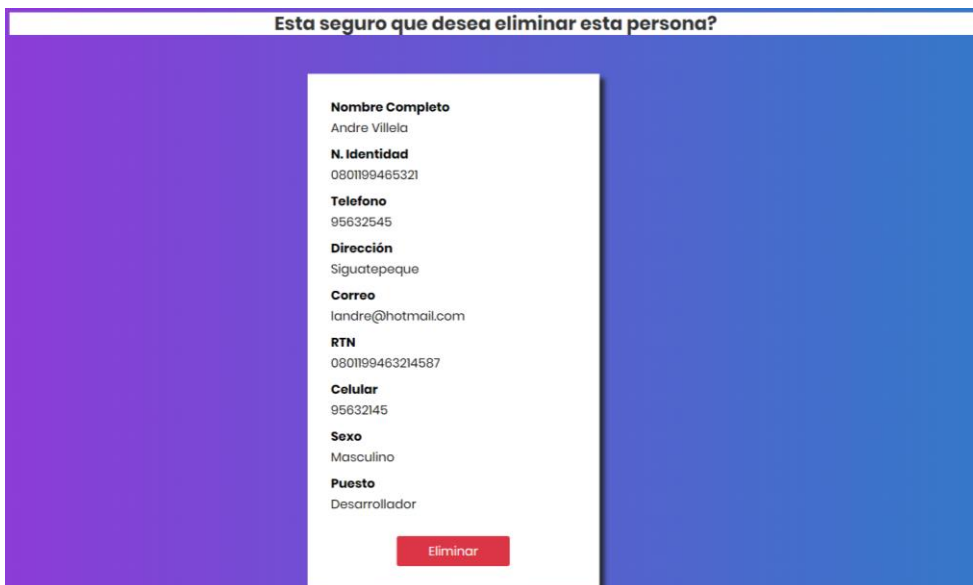 Esta seguro que desea eliminar esta persona?
Nombre Completo
Andre Villela
N. Identidad
0801199465321
Telefono
95632545
Dirección
Siguatepeque
Correo
landre@hotmail.com
RTN
0801199463214587
Celular
95632145
Sexo
Masculino
Puesto
Desarrollador
Eliminar